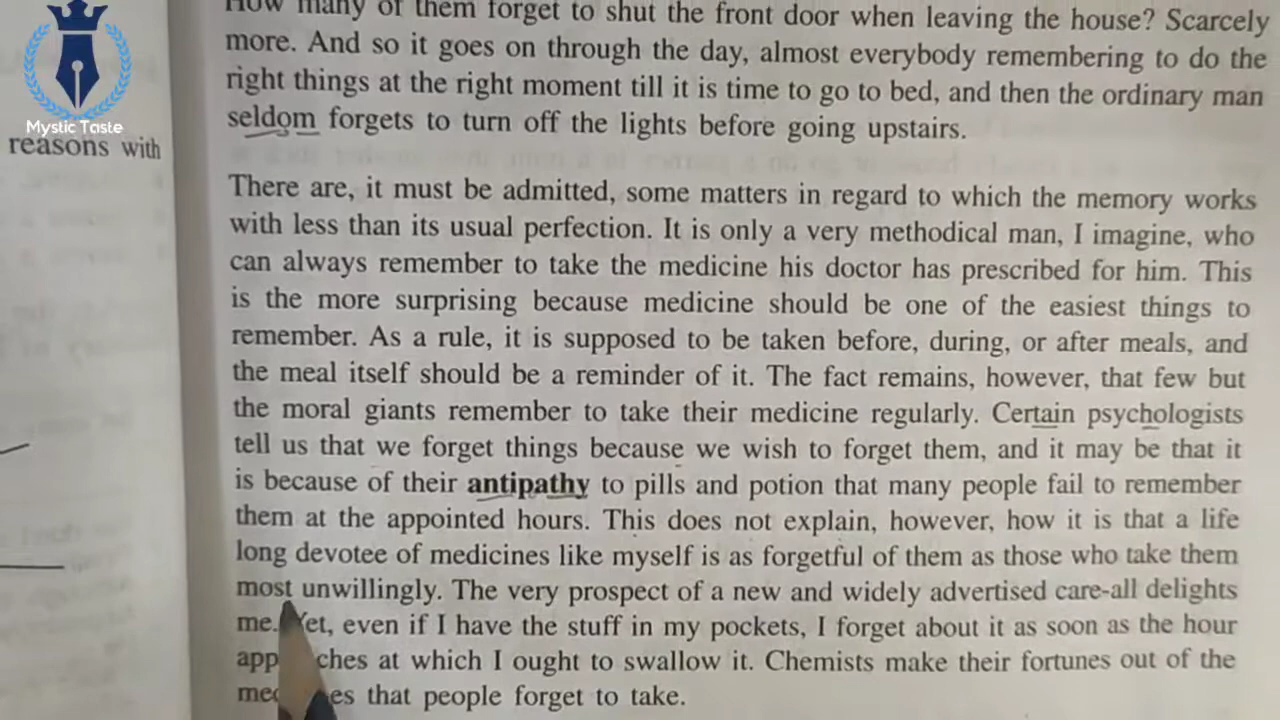 How many of them forget to shut the front door when leaving the house? Scarcely
more. And so it goes on through the day, almost everybody remembering to do the
right things at the right moment till it is time to go to bed, and then the ordinary man
seldom forgets to turn off the lights before going upstairs.
Mystic Taste
reasons with
There are, it must be admitted, some matters in regard to which the memory works
with less than its usual perfection. It is only a very methodical man, I imagine, who
can always remember to take the medicine his doctor has prescribed for him. This
is the more surprising because medicine should be one of the easiest things to
remember. As a rule, it is supposed to be taken before, during, or after meals, and
the meal itself should be a reminder of it. The fact remains, however, that few but
the moral giants remember to take their medicine regularly. Certain psychologists
tell us that we forget things because we wish to forget them, and it may be that it
is because of their antipathy to pills and potion that many people fail to remember
them at the appointed hours. This does not explain, however, how it is that a life
long devotee of medicines like myself is as forgetful of them as those who take them
most unwillingly. The very prospect of a new and widely advertised care-all delights
me. Yet, even if I have the stuff in my pockets, I forget about it as soon as the hour
at which I ought to swallow it. Chemists make their fortunes out of the
that people forget to take.